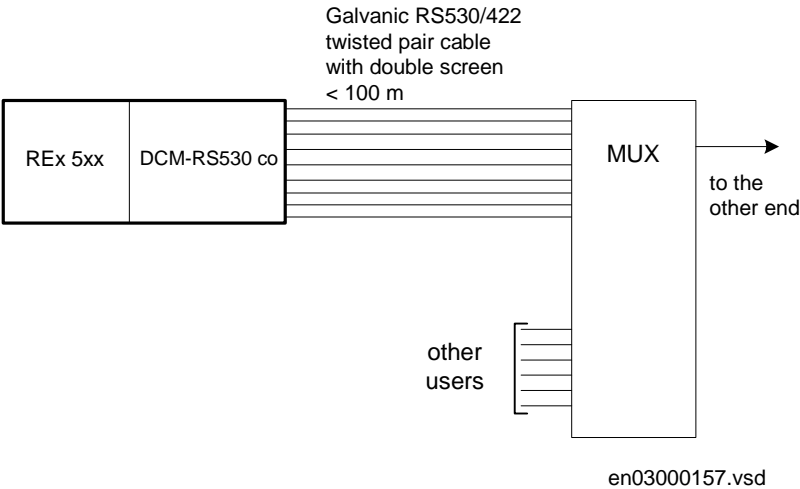 Galvanic RS530/422
twisted pair cable
with double screen
< 100 m
REx 5xx
DCM-RS530 co
MUX
to the
other end
other
users
en03000157.vsd